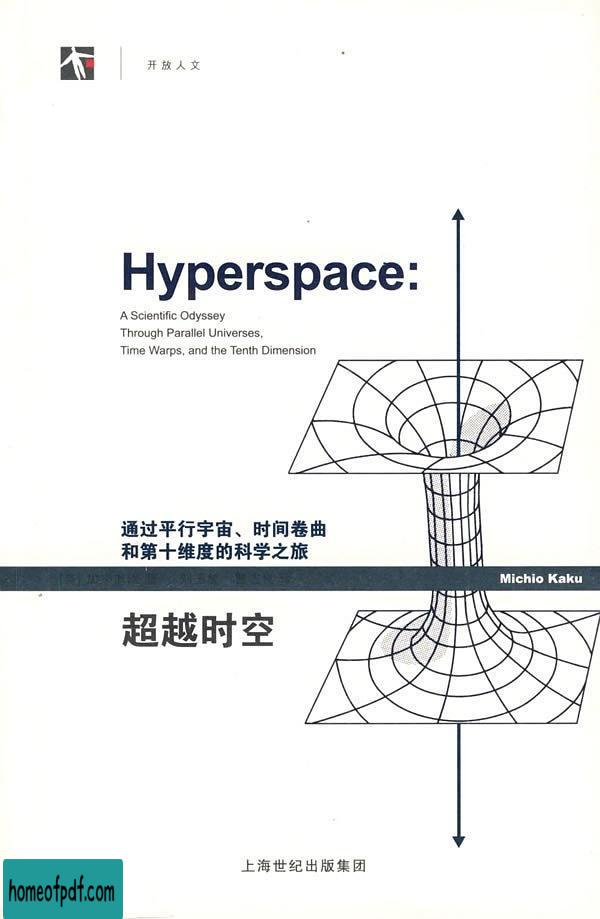 开放人文
Hyperspace:
A Scientific Odyssey
Through Parallel Universes,
Time Warps, and the Tenth Dimension
通过平行宇宙、时间卷曲
和第十维度的科学之旅
Michio Kaku
超越时空
上海世纪出版集团
homeofpdf.com